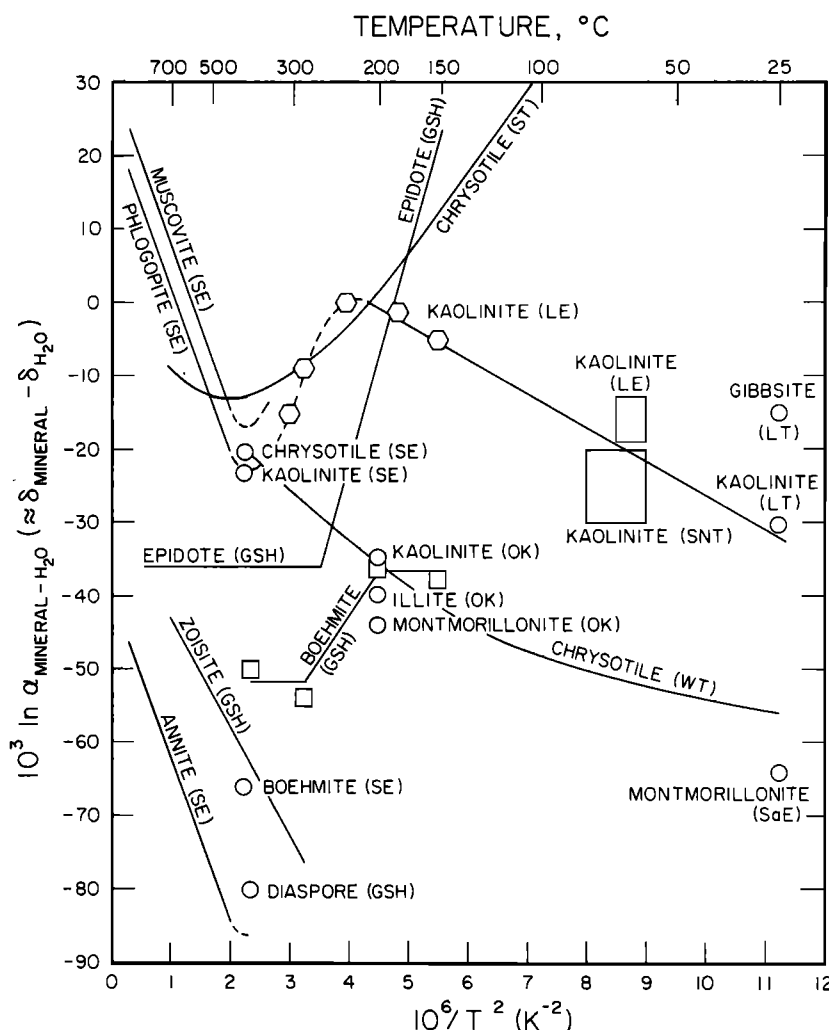 TEMPERATURE, °C
700 500 300 200 150 100 50 25
30
20
10
0
-10
-20
-30
-40
-50
-60
-70
-80
-90
10³ ln α MINERAL-H₂O (≈ δ MINERAL - δ H₂O)
MUSCOVITE (SE)
PHLOGOPITE (SE)
EPIDOTE (GSH)
CHRYSOTILE (ST)
KAOLINITE (LE)
KAOLINITE
(LE)
GIBBSITE
(LT)
CHRYSOTILE (SE)
KAOLINITE (SE)
KAOLINITE
(LT)
KAOLINITE (SNT)
EPIDOTE (GSH)
KAOLINITE (OK)
ILLITE (OK)
MONTMORILLONITE (OK)
BOEHMITE
(GSH)
ZOISITE (GSH)
CHRYSOTILE (WT)
ANNITE (SE)
BOEHMITE (SE)
MONTMORILLONITE
(SaE)
DIASPORE (GSH)
0 1 2 3 4 5 6 7 8 9 10 11 12
10⁶/T² (K⁻²)